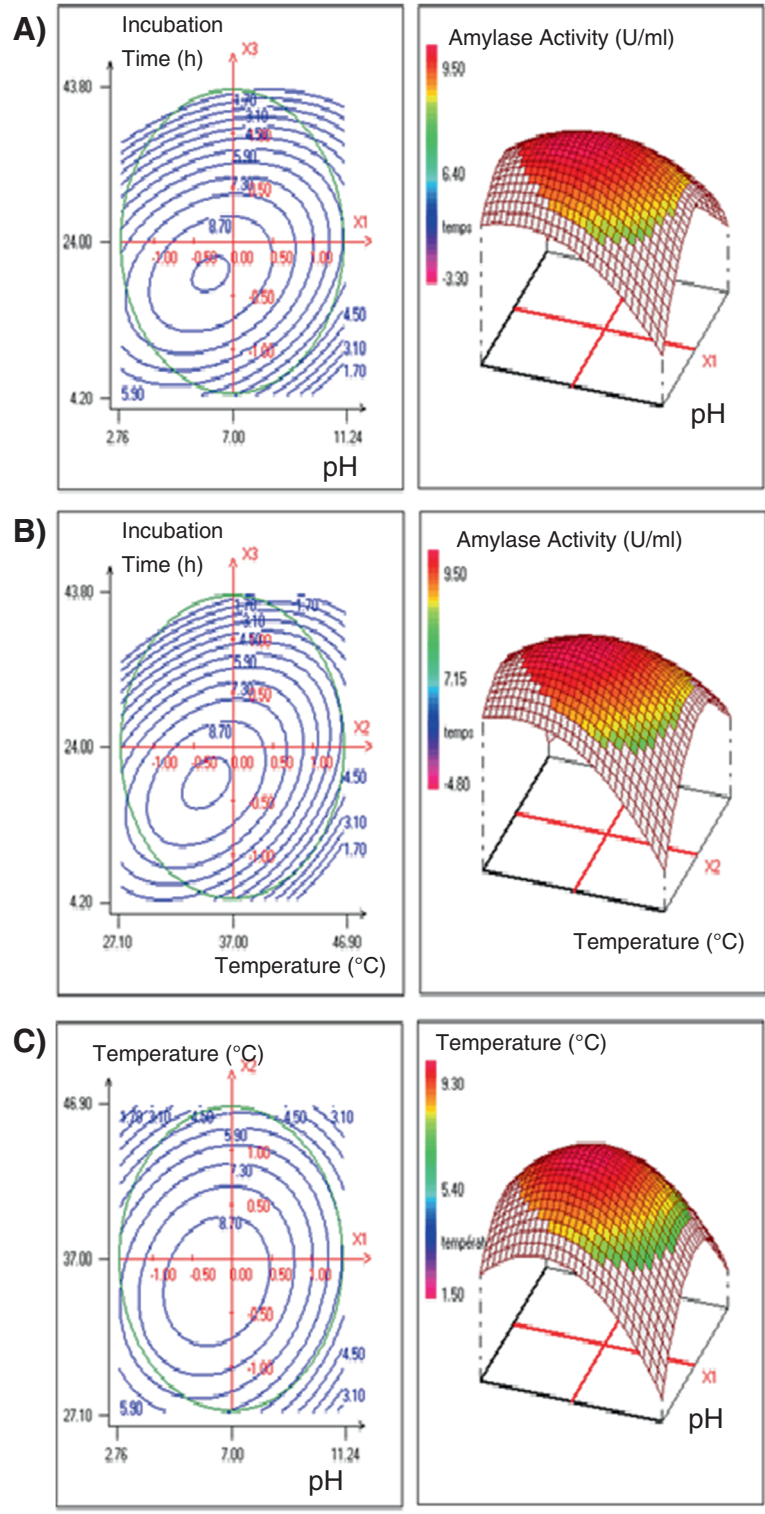 A)
Incubation
Time (h)
X3
43.80
1.70
3.10
4.50
5.90
7.30
0.50
8.70
X1
24.00
-1.00 -0.50 0.00 0.50 1.00
-0.50
4.50
-1.00
3.10
1.70
5.90
4.20
2.76 7.00 11.24
pH
Amylase Activity (U/ml)
9.50
6.40
temps
-3.30
X1
pH
B)
Incubation
Time (h)
X3
43.80
1.70 1.70
3.10
4.50
5.90
7.30 0.50
8.70
X2
24.00
-1.00 -0.50 0.00 0.50 1.00
4.50
-0.50
3.10
-1.00
1.70
4.20
27.10 37.00 46.90
Temperature (°C)
Amylase Activity (U/ml)
9.50
7.15
temps
-4.80
X2
Temperature (°C)
C)
Temperature (°C)
X2
46.90
1.70 3.10 4.50 4.50 3.10
5.90
1.00
7.30
0.50
8.70
X1
37.00
-1.00 -0.50 0.00 0.50 1.00
-0.50
4.50
-1.00
3.10
5.90
27.10
2.76 7.00 11.24
pH
Temperature (°C)
9.30
5.40
1.50
X1
pH